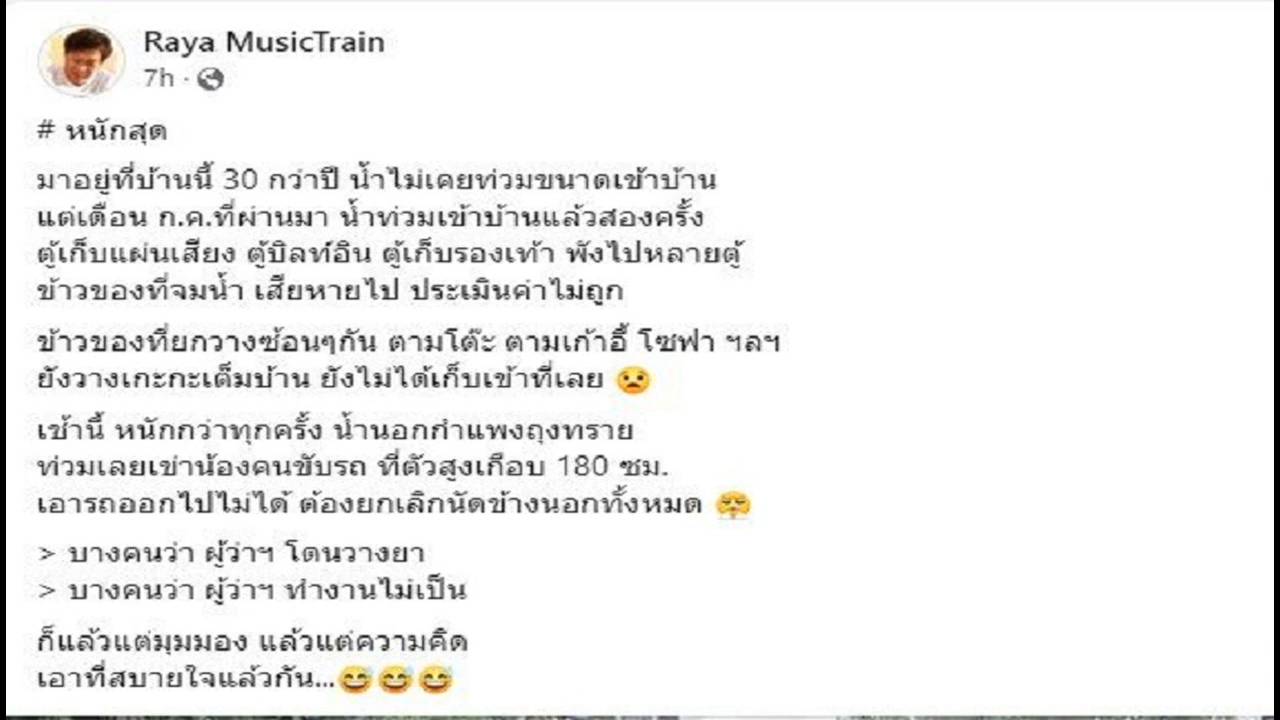 Raya MusicTrain
7h ·
# หนักสุด
มาอยู่ที่บ้านนี้ 30 กว่าปี น้ำไม่เคยท่วมขนาดเข้าบ้าน
แต่เดือน ก.ค.ที่ผ่านมา น้ำท่วมเข้าบ้านแล้วสองครั้ง
ตู้เก็บแผ่นเสียง ตู้บิลท์อิน ตู้เก็บรองเท้า พังไปหลายตู้
ข้าวของที่จมน้ำ เสียหายไป ประเมินค่าไม่ถูก
ข้าวของที่ยกวางซ้อนๆกัน ตามโต๊ะ ตามเก้าอี้ โซฟา ฯลฯ
ยังวางเกะกะเต็มบ้าน ยังไม่ได้เก็บเข้าที่เลย 😟
เช้านี้ หนักกว่าทุกครั้ง น้ำนอกกำแพงถุงทราย
ท่วมเลยเข่าน้องคนขับรถ ที่ตัวสูงเกือบ 180 ซม.
เอารถออกไปไม่ได้ ต้องยกเลิกนัดข้างนอกทั้งหมด 😤
> บางคนว่า ผู้ว่าฯ โดนวางยา
> บางคนว่า ผู้ว่าฯ ทำงานไม่เป็น
ก็แล้วแต่มุมมอง แล้วแต่ความคิด
เอาที่สบายใจแล้วกัน...😅😅😅